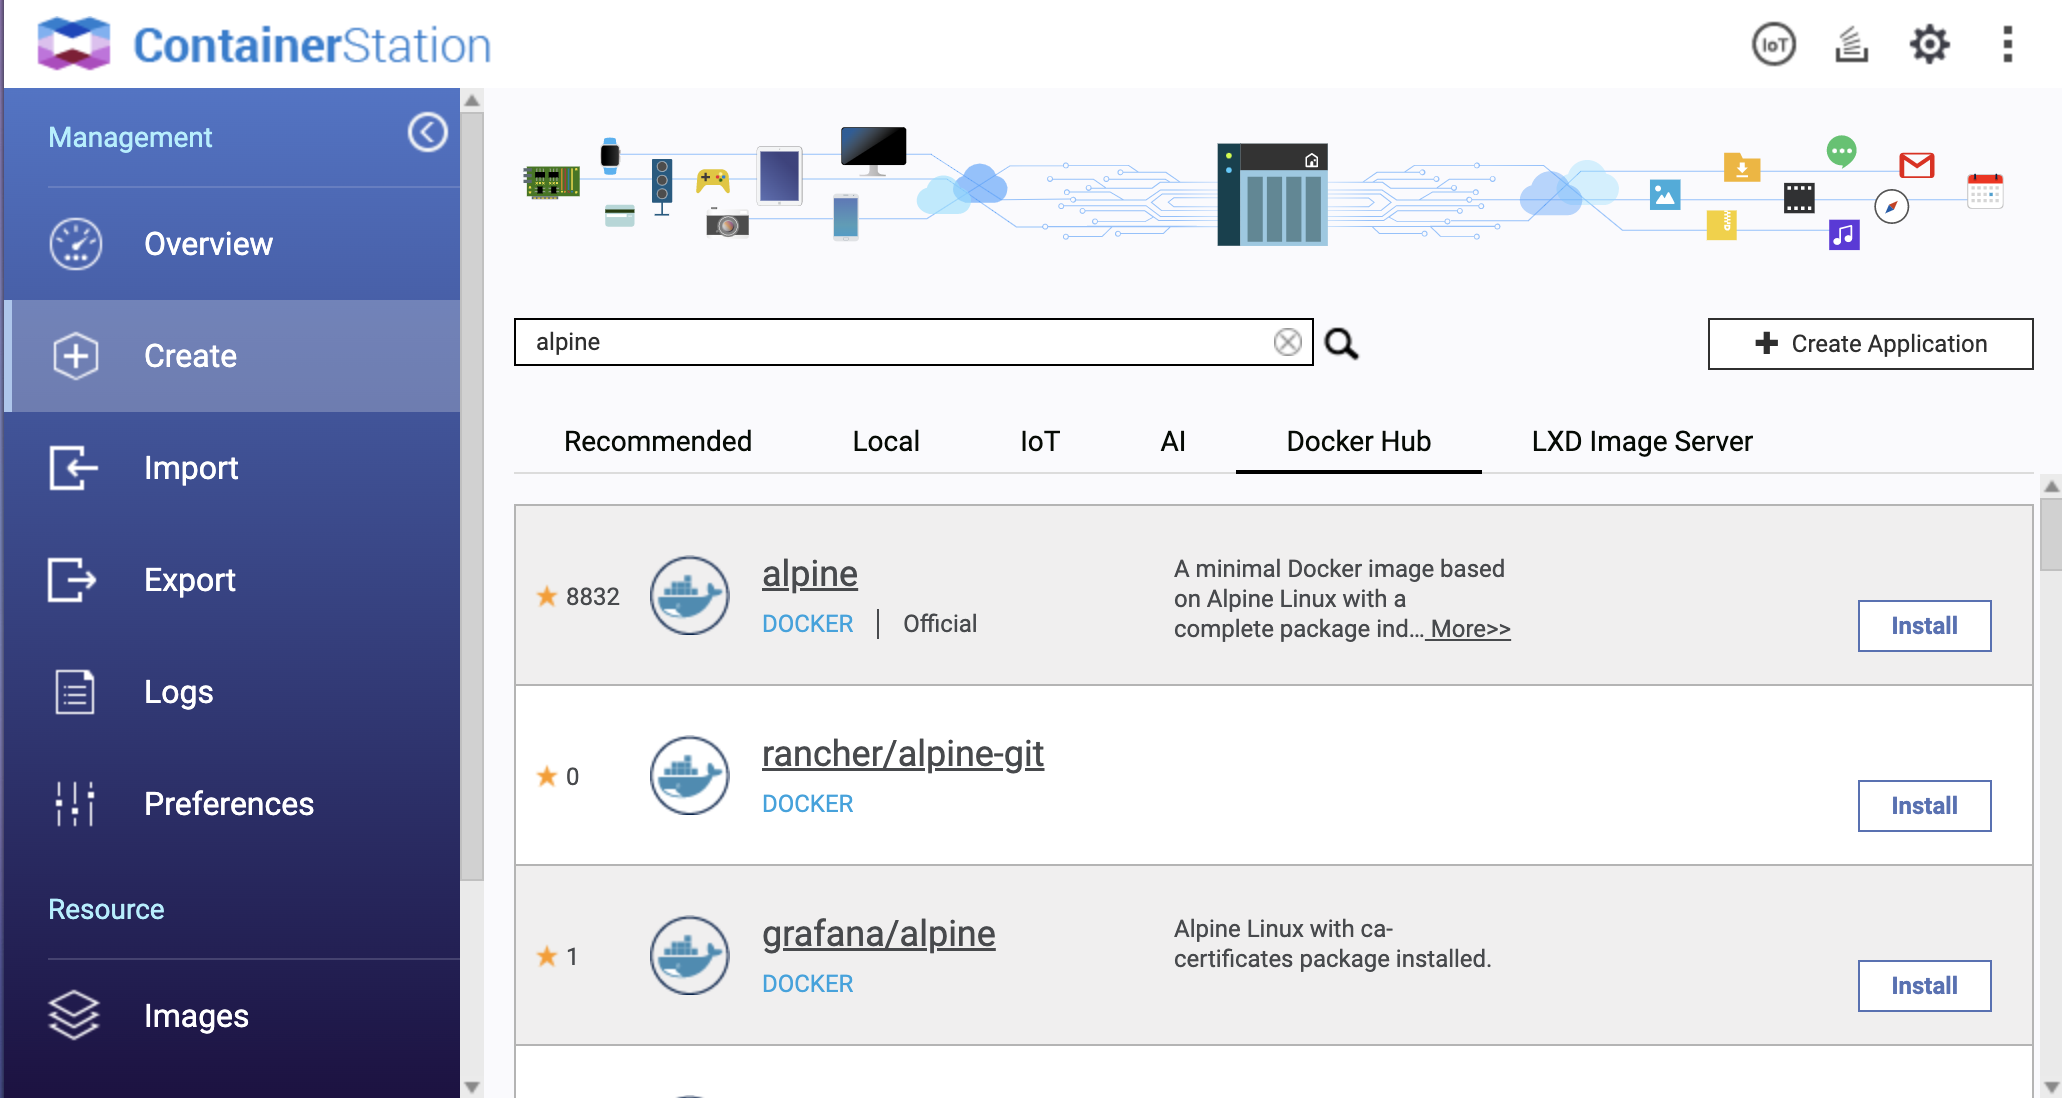 ContainerStation
IoT
Management
Overview
Create
Import
Export
Logs
Preferences
Resource
Images
alpine
Create Application
Recommended
Local
IoT
AI
Docker Hub
LXD Image Server
8832
alpine
DOCKER | Official
A minimal Docker image based
on Alpine Linux with a
complete package ind... More>>
Install
0
rancher/alpine-git
DOCKER
Install
1
grafana/alpine
DOCKER
Alpine Linux with ca-
certificates package installed.
Install